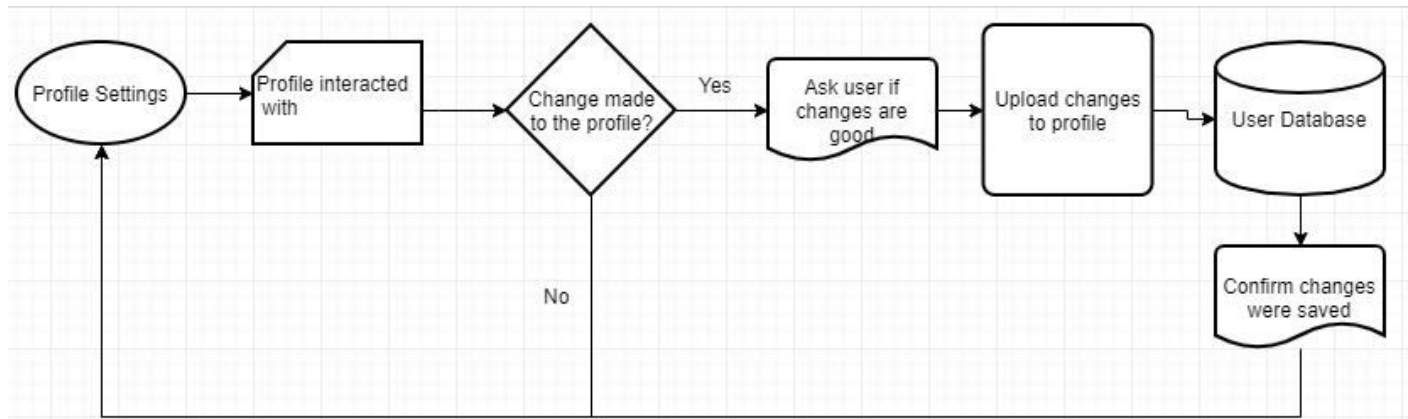 Profile Settings
Profile interacted
with
Change made
to the profile?
Yes
Ask user if
changes are
good
Upload changes
to profile
User Database
No
Confirm changes
were saved